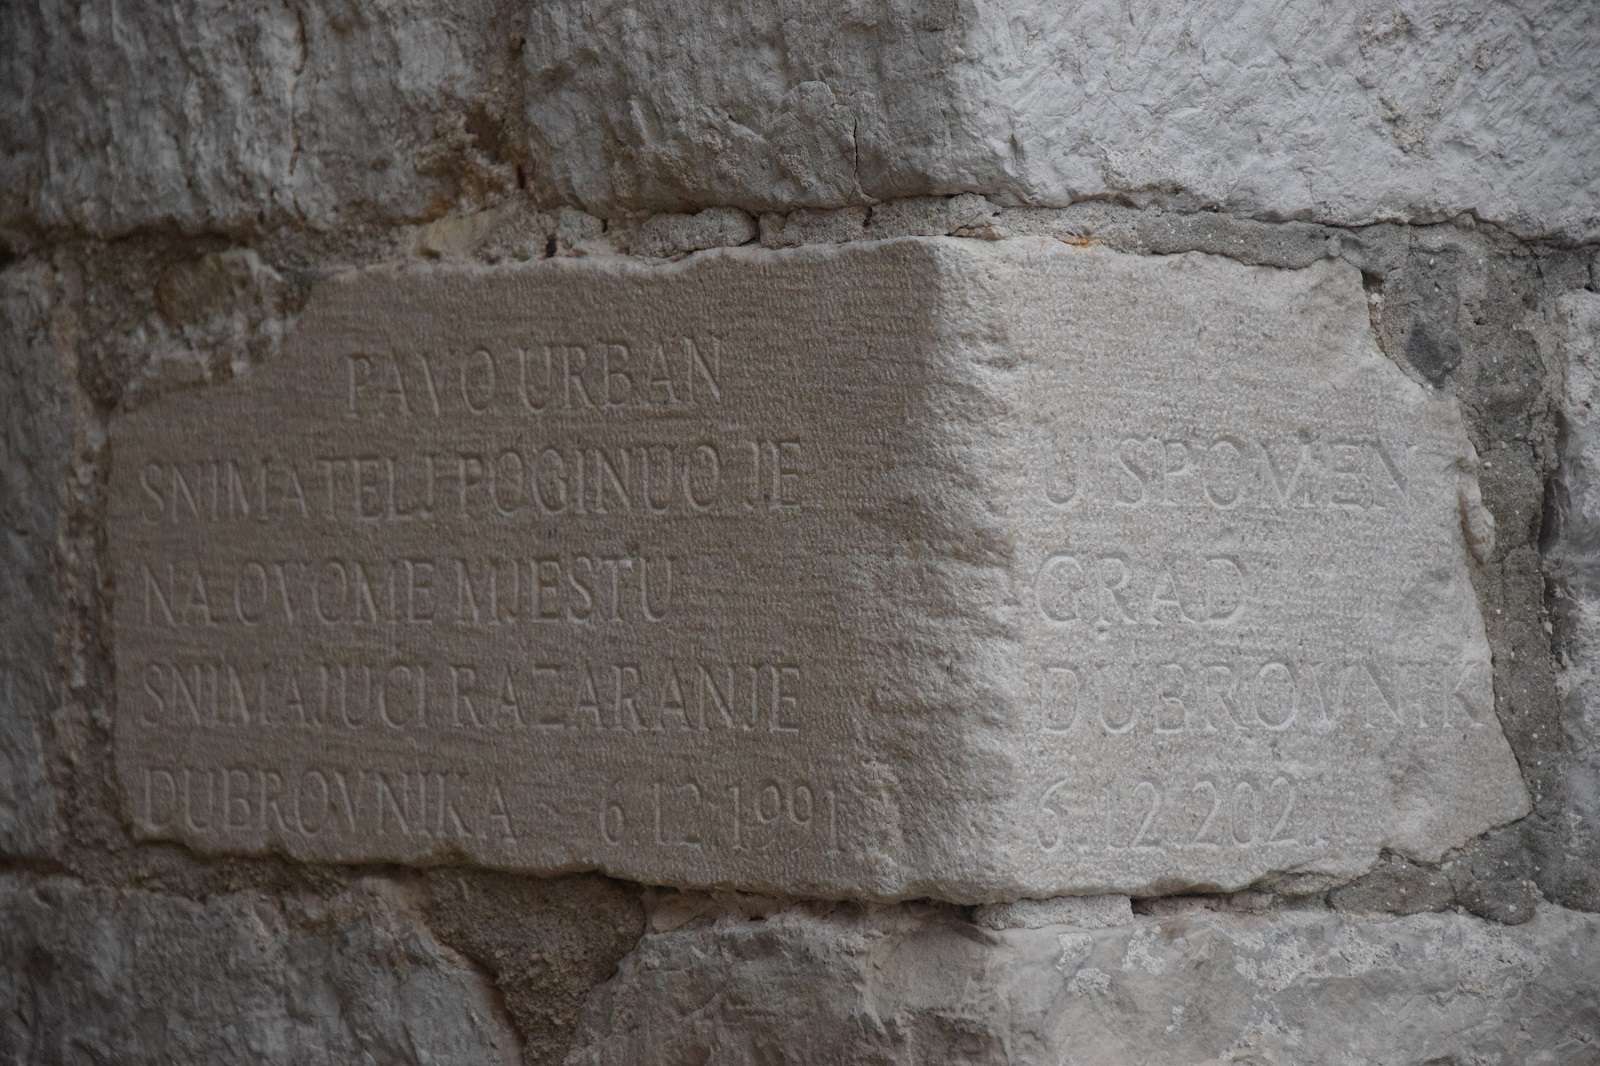 PAVO URBAN
SNIMATELJ POGINUO JE
NA OVOME MJESTU
SNIMAJUCI RAZARANJE
DUBROVNIKA 6.12.1991.
U SPOMEN
GRAD
DUBROVNIK
6.12.2021.